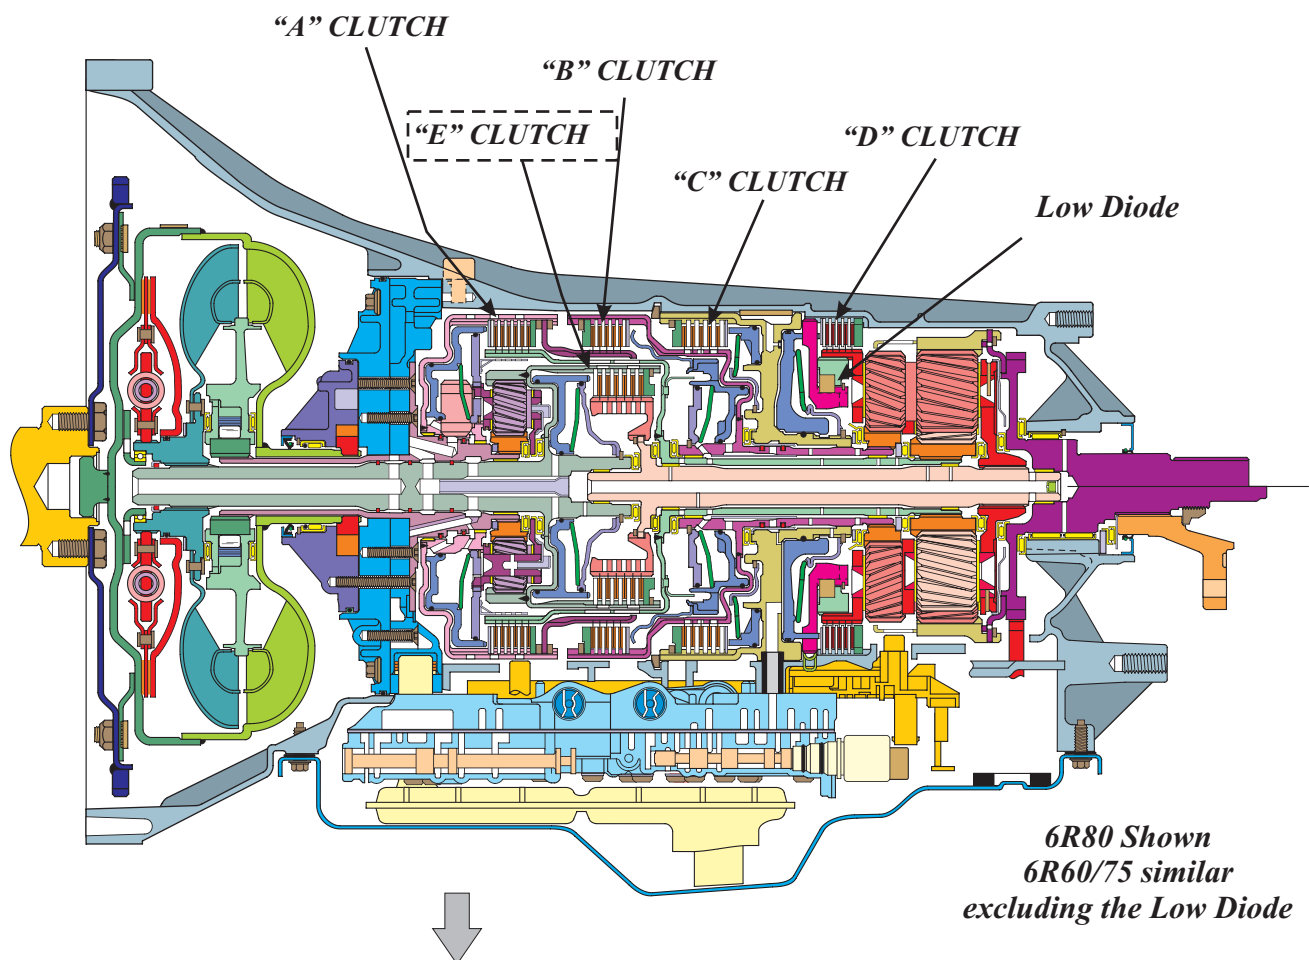 “A” CLUTCH
“B” CLUTCH
“E” CLUTCH
“D” CLUTCH
“C” CLUTCH
Low Diode
6R80 Shown
6R60/75 similar
excluding the Low Diode